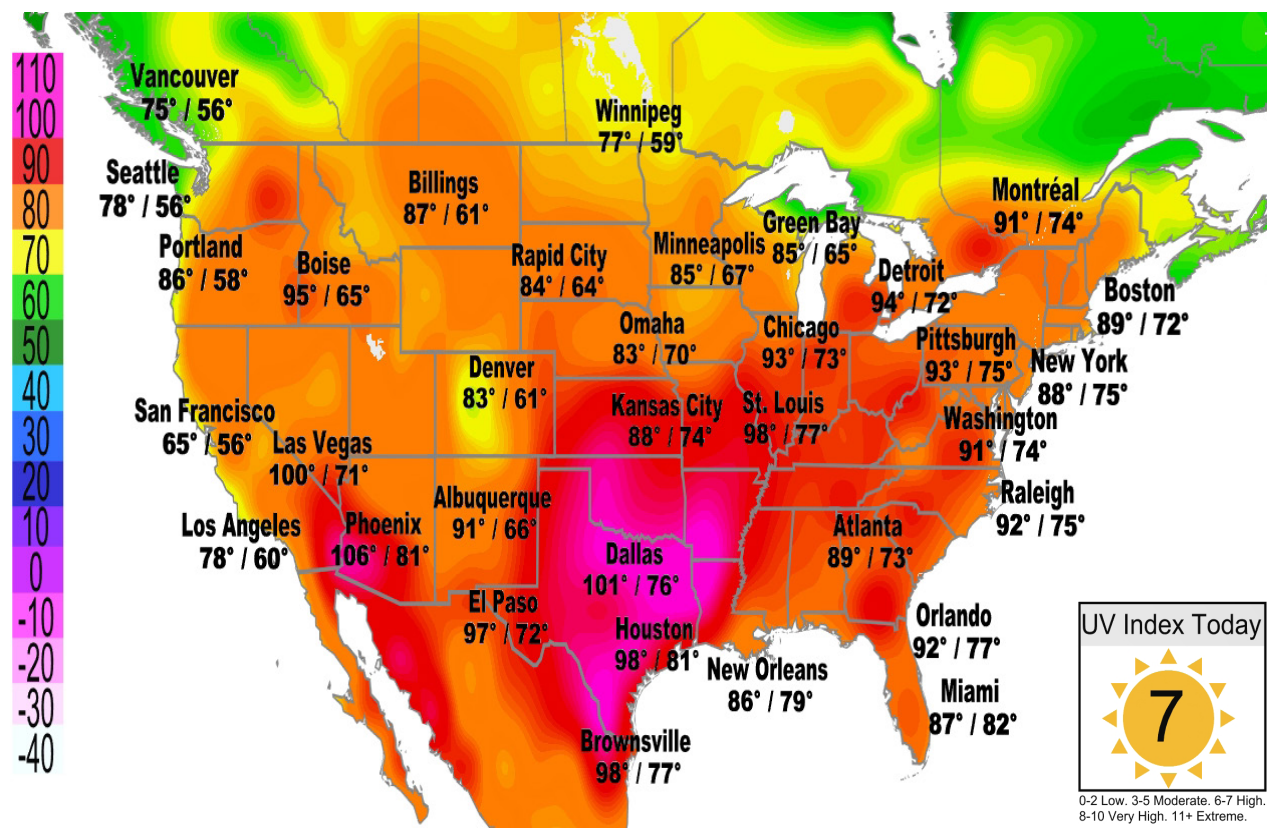 110
100
90
80
70
60
50
40
30
20
10
0
-10
-20
-30
-40
Vancouver
75° / 56°
Winnipeg
77° / 59°
Seattle
78° / 56°
Billings
87° / 61°
Montréal
91° / 74°
Portland
86° / 58°
Boise
95° / 65°
Rapid City
84° / 64°
Minneapolis
85° / 67°
Green Bay
85° / 65°
Detroit
94° / 72°
Boston
89° / 72°
Omaha
83° / 70°
Chicago
93° / 73°
Pittsburgh
93° / 75°
New York
88° / 75°
Denver
83° / 61°
San Francisco
65° / 56°
Las Vegas
100° / 71°
Kansas City
88° / 74°
St. Louis
98° / 77°
Washington
91° / 74°
Los Angeles
78° / 60°
Phoenix
106° / 81°
Albuquerque
91° / 66°
Dallas
101° / 76°
Atlanta
89° / 73°
Raleigh
92° / 75°
El Paso
97° / 72°
Houston
98° / 81°
New Orleans
86° / 79°
Orlando
92° / 77°
Miami
87° / 82°
Brownsville
98° / 77°
UV Index Today
7
0-2 Low. 3-5 Moderate. 6-7 High.
8-10 Very High. 11+ Extreme.